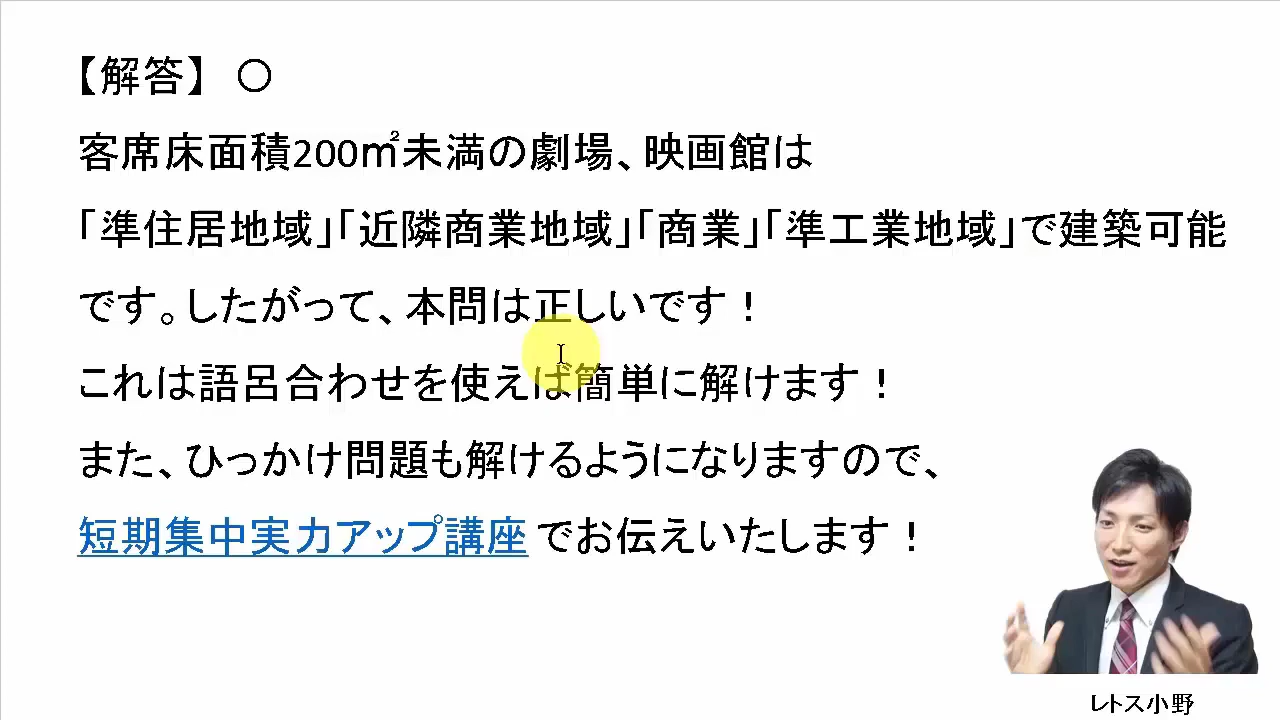 【解答】 〇
客席床面積200㎡未満の劇場、映画館は
「準住居地域」「近隣商業地域」「商業」「準工業地域」で建築可能
です。したがって、本問は正しいです！
これは語呂合わせを使えば簡単に解けます！
また、ひっかけ問題も解けるようになりますので、
短期集中実力アップ講座 でお伝えいたします！
レトス小野